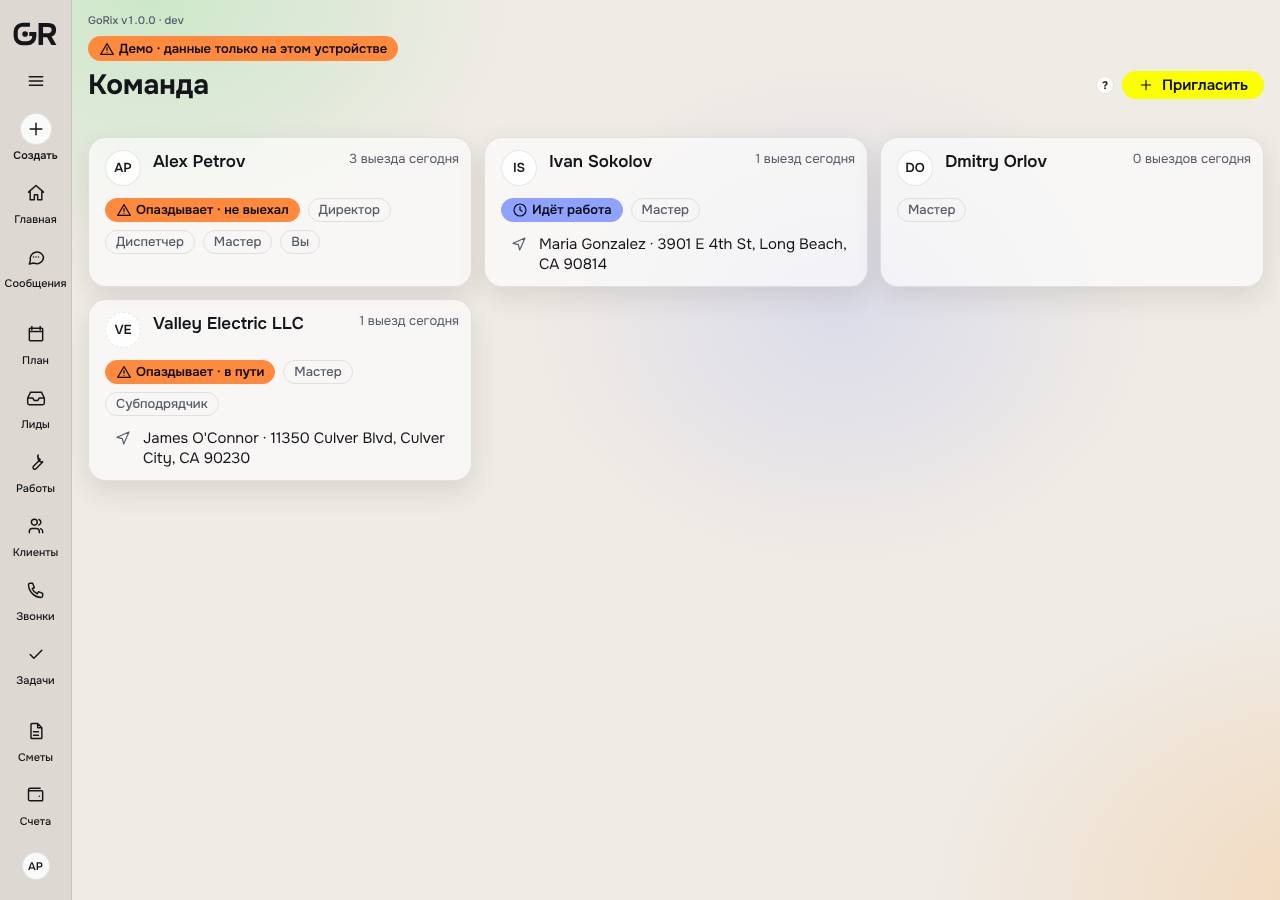 GR
GoRix v1.0.0 · dev
Демо · данные только на этом устройстве
Команда
?
Пригласить
Создать
Главная
Сообщения
План
Лиды
Работы
Клиенты
Звонки
Задачи
Сметы
Счета
AP
AP
Alex Petrov
3 выезда сегодня
Опаздывает · не выехал
Директор
Диспетчер
Мастер
Вы
IS
Ivan Sokolov
1 выезд сегодня
Идёт работа
Мастер
Maria Gonzalez · 3901 E 4th St, Long Beach,
CA 90814
DO
Dmitry Orlov
0 выездов сегодня
Мастер
VE
Valley Electric LLC
1 выезд сегодня
Опаздывает · в пути
Мастер
Субподрядчик
James O'Connor · 11350 Culver Blvd, Culver
City, CA 90230